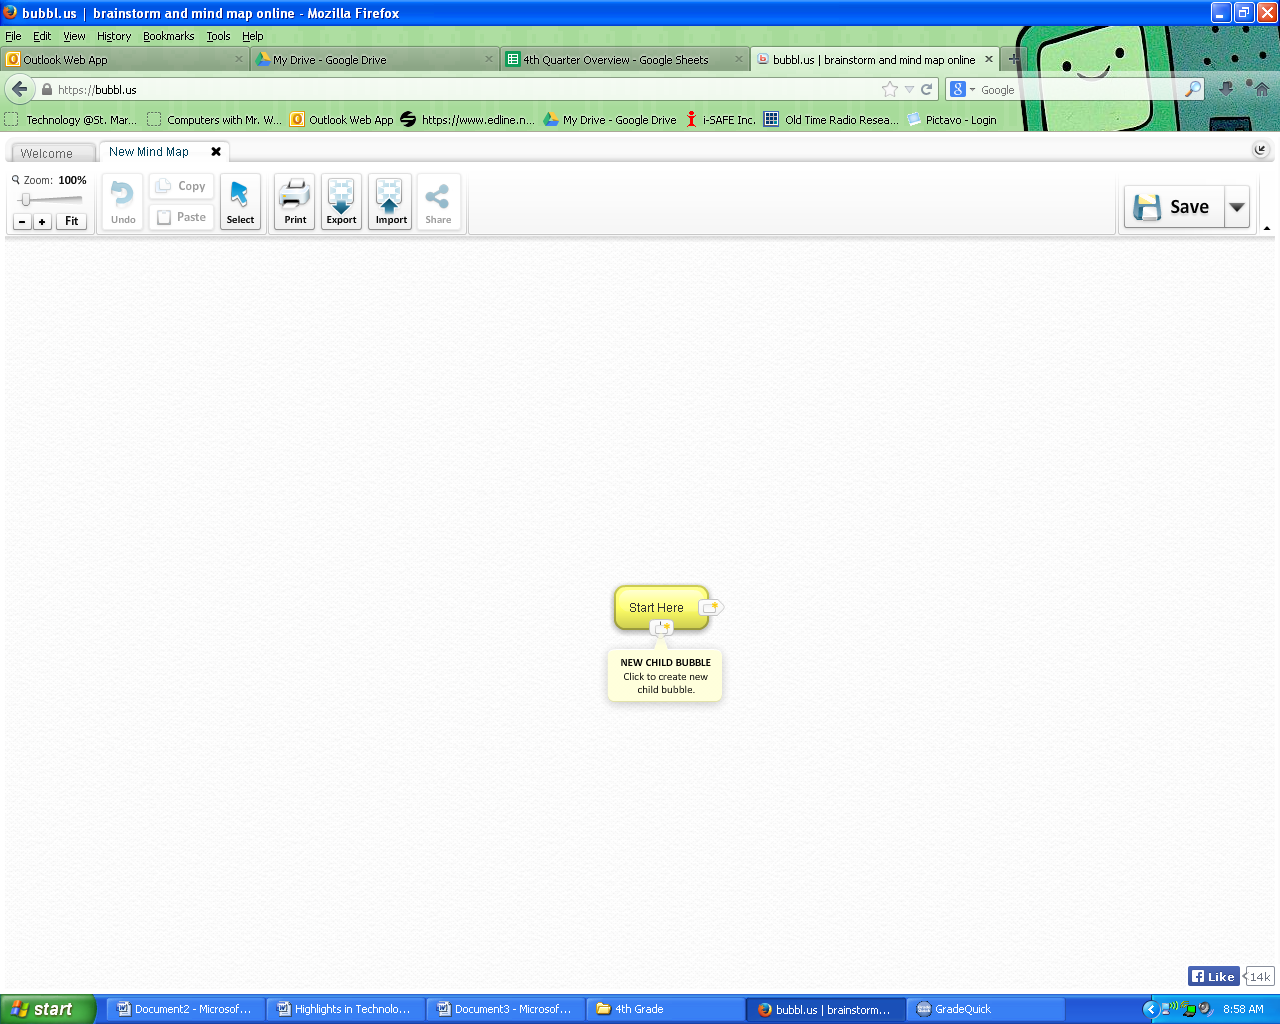 bubbl.us | brainstorm and mind map online - Mozilla Firefox
File Edit View History Bookmarks Tools Help
Outlook Web App My Drive - Google Drive 4th Quarter Overview - Google Sheets bubbl.us | brainstorm and mind map online
https://bubbl.us Google
Technology @St. Mar... Computers with Mr. W... Outlook Web App https://www.edline.n... My Drive - Google Drive i-SAFE Inc. Old Time Radio Resea... Pictavo - Login
Welcome New Mind Map
Zoom: 100%
- + Fit
Undo Copy Paste Select Print Export Import Share Save
Start Here
NEW CHILD BUBBLE
Click to create new
child bubble.
Like 14k
start Document2 - Microsof... Highlights in Technolo... Document3 - Microsof... 4th Grade bubbl.us | brainstorm... GradeQuick 8:58 AM